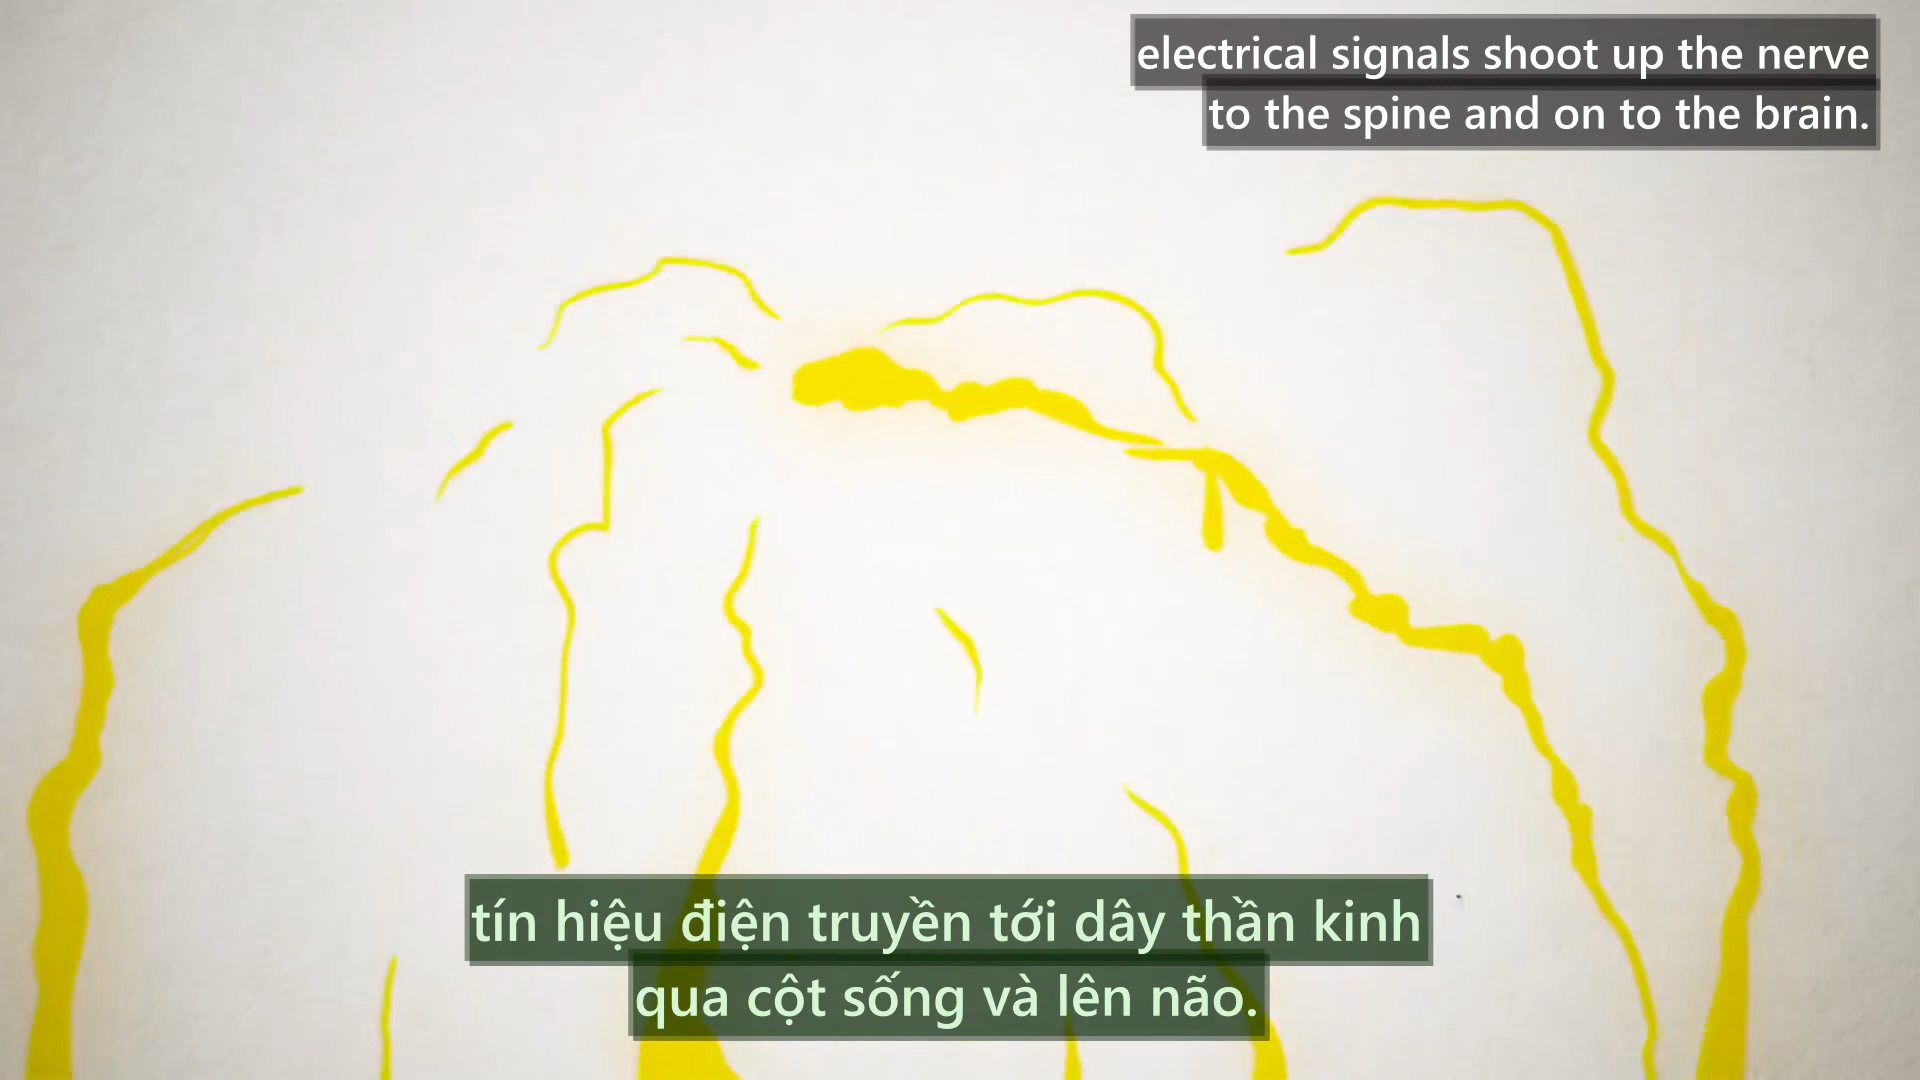 electrical signals shoot up the nerve
to the spine and on to the brain.
tín hiệu điện truyền tới dây thần kinh
qua cột sống và lên não.